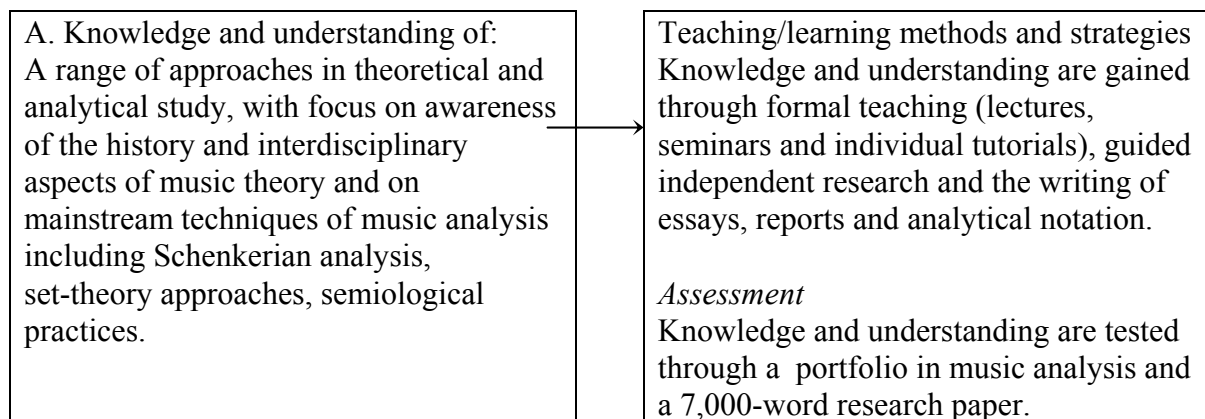 A. Knowledge and understanding of:
A range of approaches in theoretical and
analytical study, with focus on awareness
of the history and interdisciplinary
aspects of music theory and on
mainstream techniques of music analysis
including Schenkerian analysis,
set-theory approaches, semiological
practices.
Teaching/learning methods and strategies
Knowledge and understanding are gained
through formal teaching (lectures,
seminars and individual tutorials), guided
independent research and the writing of
essays, reports and analytical notation.
Assessment
Knowledge and understanding are tested
through a portfolio in music analysis and
a 7,000-word research paper.